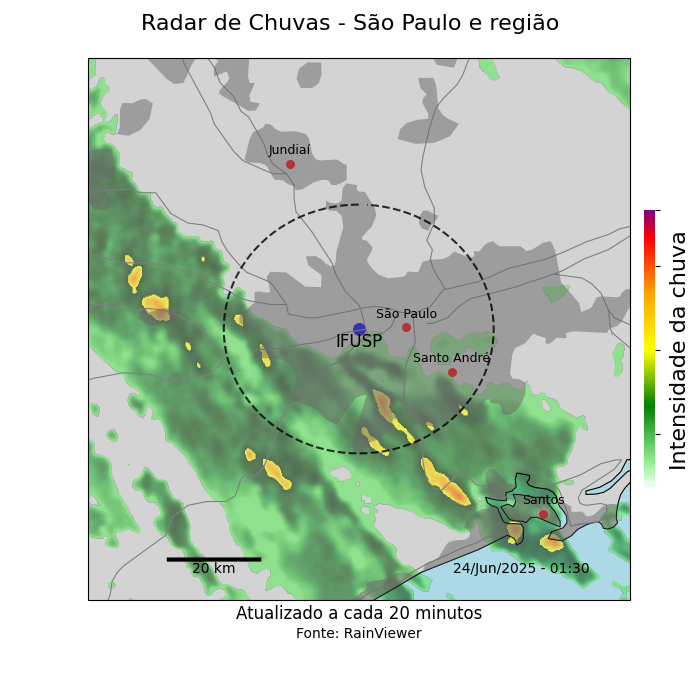 Radar de Chuvas - São Paulo e região
Jundiaí
São Paulo
IFUSP
Santo André
Intensidade da chuva
Santos
20 km
24/Jun/2025 - 01:30
Atualizado a cada 20 minutos
Fonte: RainViewer